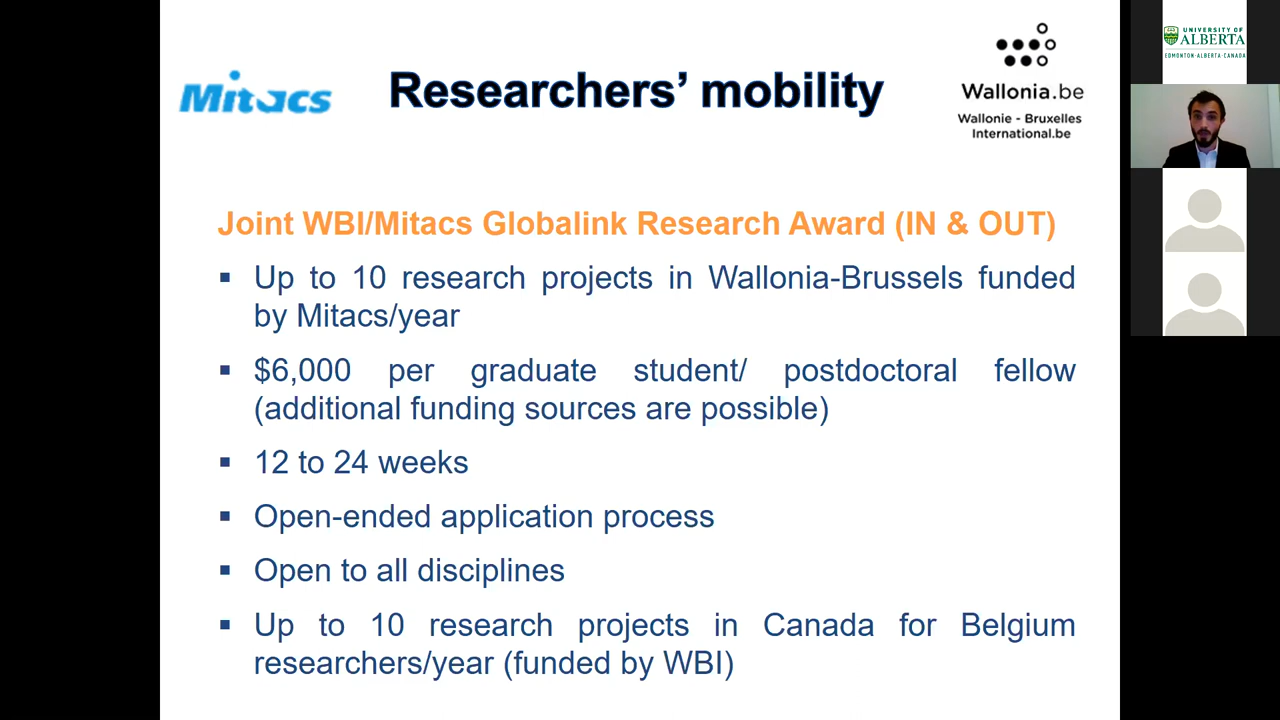 Mitacs
Researchers’ mobility
Wallonia.be
Wallonie - Bruxelles
International.be
UNIVERSITY OF
ALBERTA
EDMONTON·ALBERTA·CANADA
Joint WBI/Mitacs Globalink Research Award (IN & OUT)
▪ Up to 10 research projects in Wallonia-Brussels funded
by Mitacs/year
▪ $6,000 per graduate student/ postdoctoral fellow
(additional funding sources are possible)
▪ 12 to 24 weeks
▪ Open-ended application process
▪ Open to all disciplines
▪ Up to 10 research projects in Canada for Belgium
researchers/year (funded by WBI)